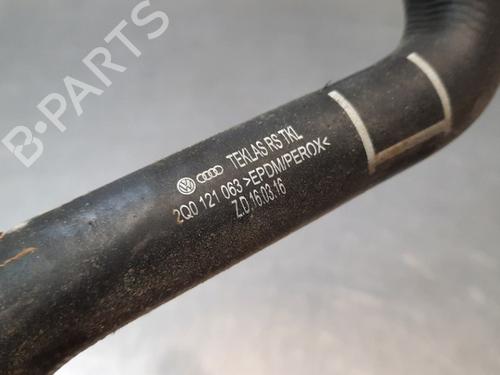 TEKLAS RS TKL
2Q0 121 063 >EPDM/PEROX<
Z.D.16.03.16
B-PARTS